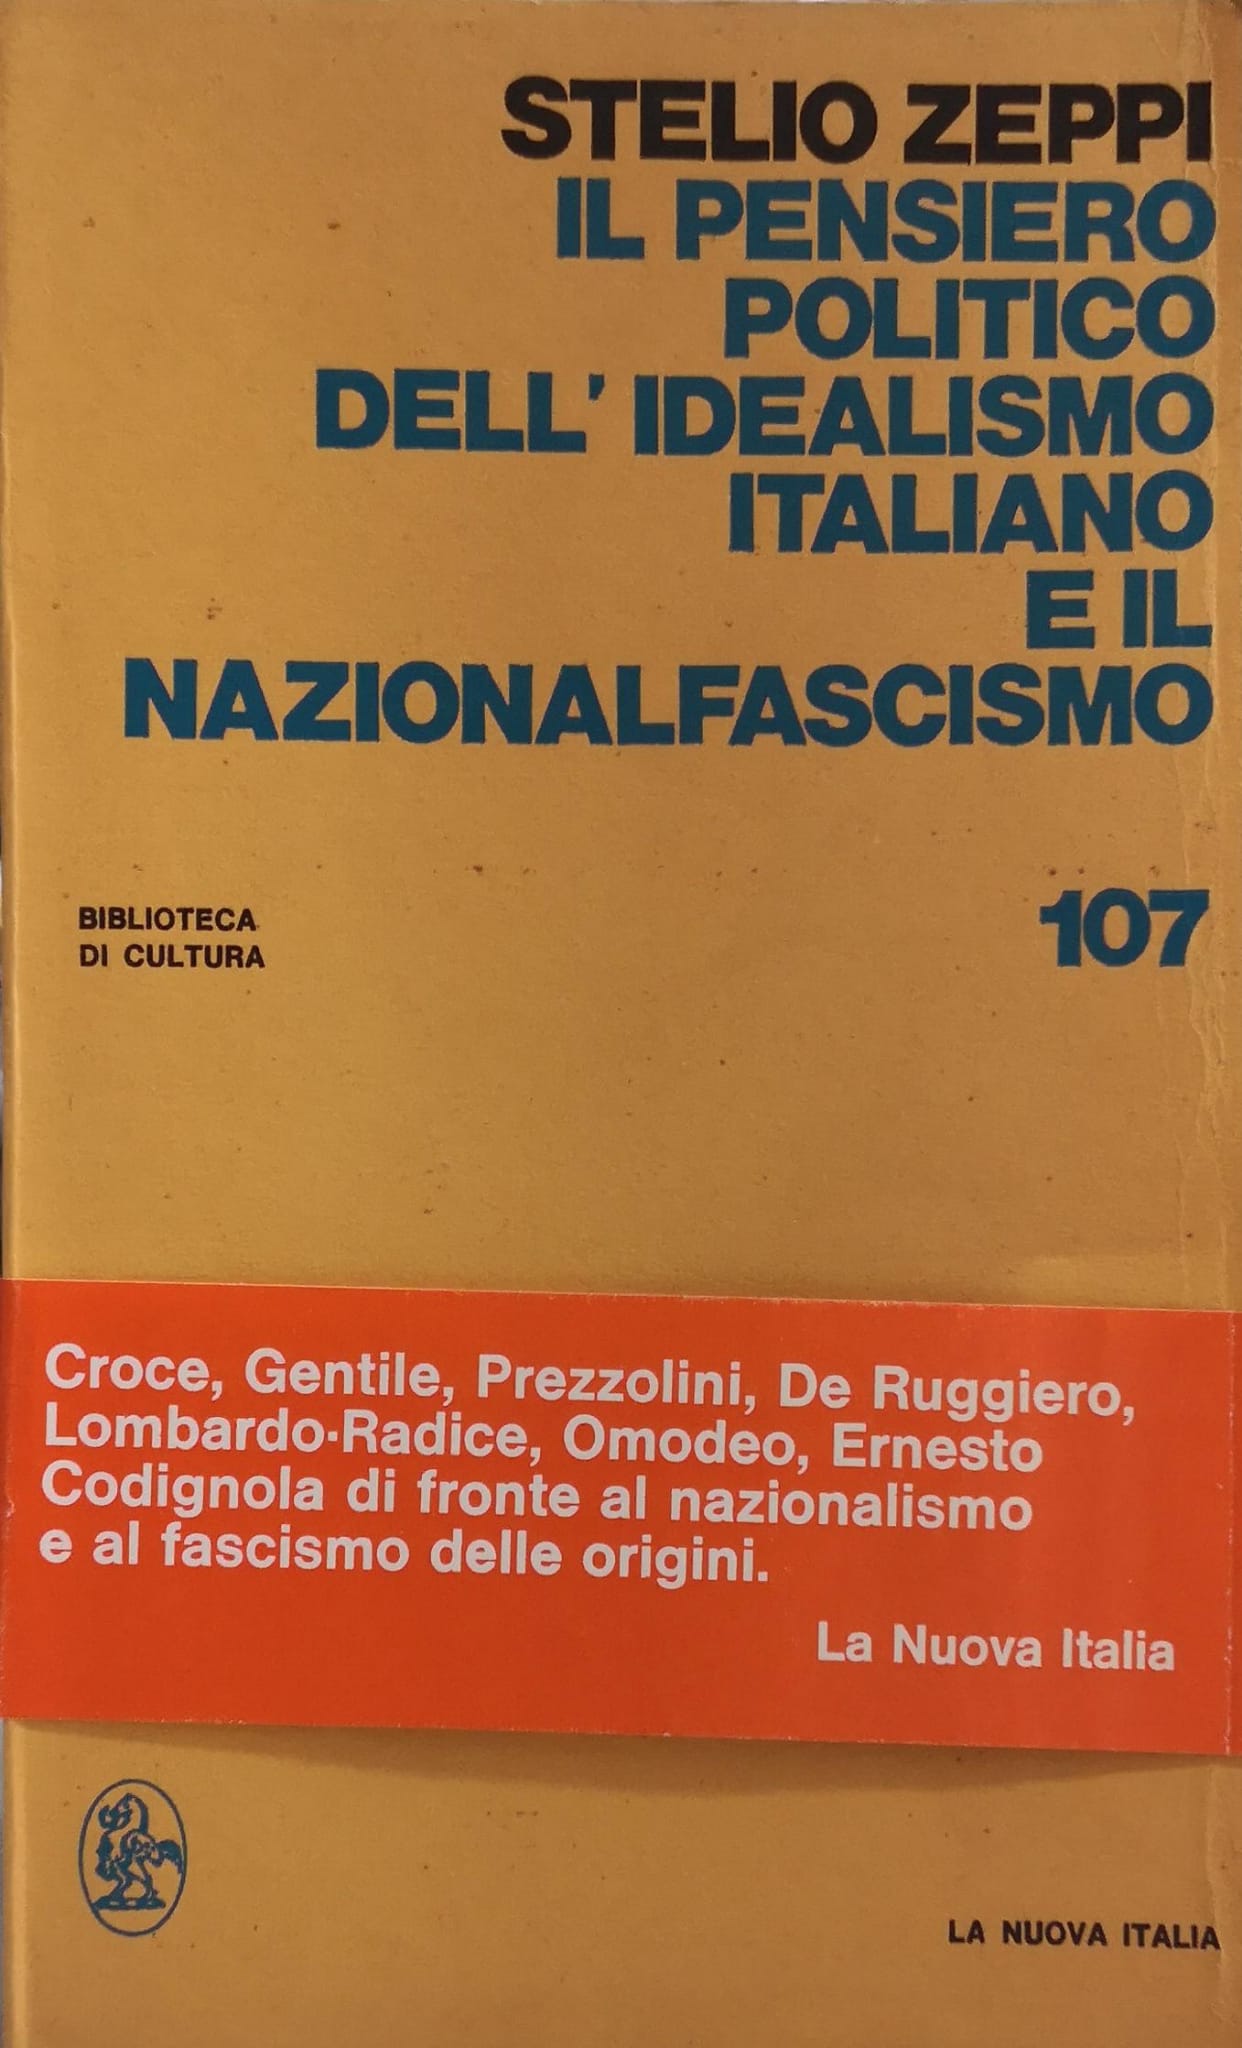 STELIO ZEPPI
IL PENSIERO
POLITICO
DELL'IDEALISMO
ITALIANO
E IL
NAZIONALFASCISMO
BIBLIOTECA
DI CULTURA
107
Croce, Gentile, Prezzolini, De Ruggiero,
Lombardo-Radice, Omodeo, Ernesto
Codignola di fronte al nazionalismo
e al fascismo delle origini.
La Nuova Italia
LA NUOVA ITALIA